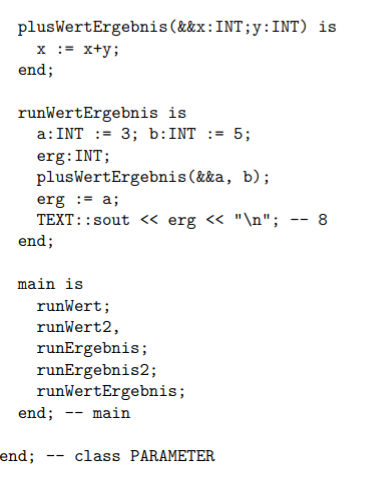 plusWertErgebnis(&&x:INT;y:INT) is
x := x+y;
end;
runWertErgebnis is
a:INT := 3; b:INT := 5;
erg:INT;
plusWertErgebnis(&&a, b);
erg := a;
TEXT::sout << erg << "\n"; -- 8
end;
main is
runWert;
runWert2,
runErgebnis;
runErgebnis2;
runWertErgebnis;
end; -- main
end; -- class PARAMETER